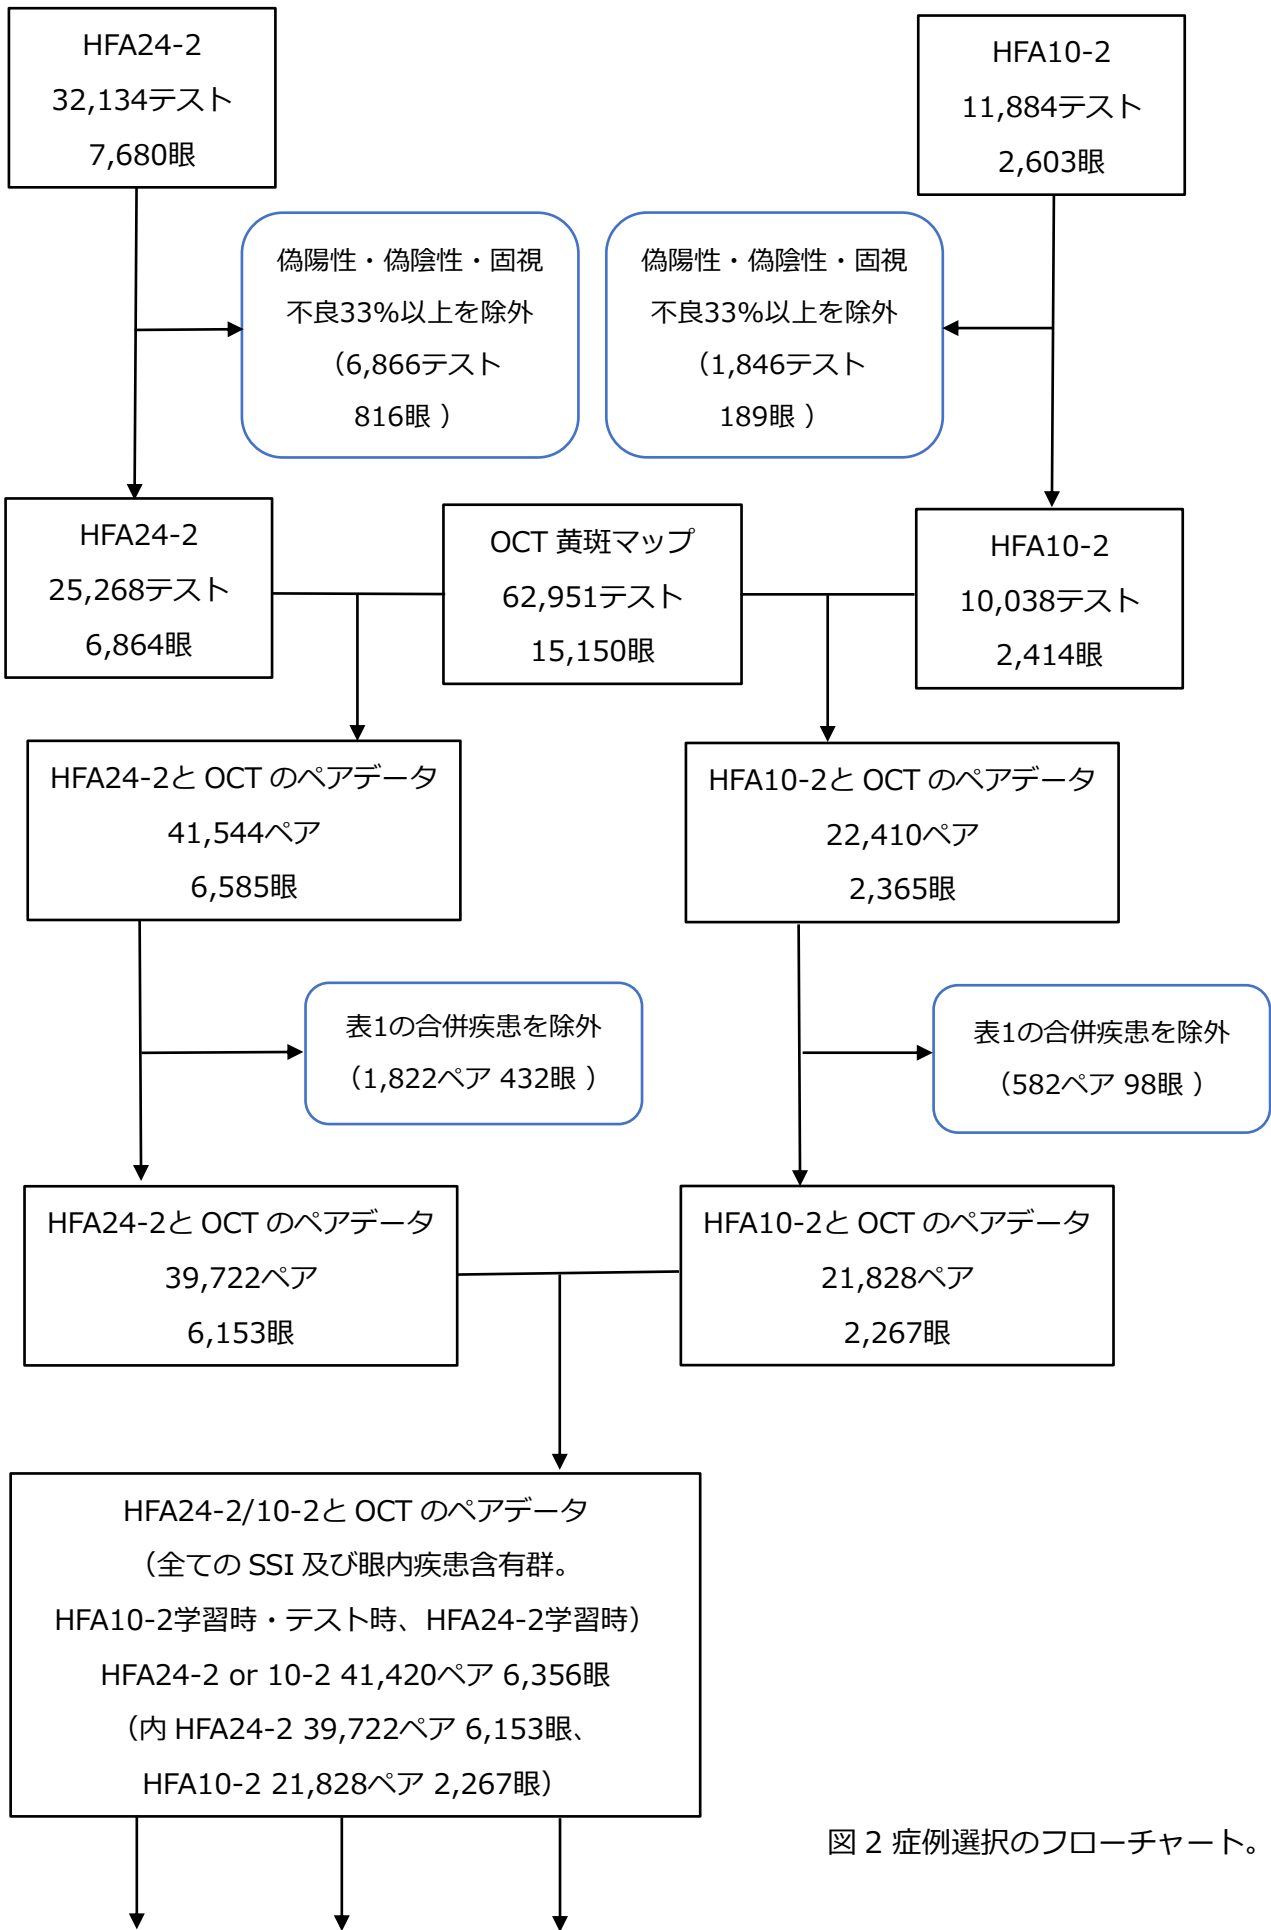 HFA24-2
32,134テスト
7,680眼
HFA10-2
11,884テスト
2,603眼
偽陽性・偽陰性・固視
不良33%以上を除外
（6,866テスト
816眼 ）
偽陽性・偽陰性・固視
不良33%以上を除外
（1,846テスト
189眼 ）
HFA24-2
25,268テスト
6,864眼
OCT 黄斑マップ
62,951テスト
15,150眼
HFA10-2
10,038テスト
2,414眼
HFA24-2と OCT のペアデータ
41,544ペア
6,585眼
HFA10-2と OCT のペアデータ
22,410ペア
2,365眼
表1の合併疾患を除外
（1,822ペア 432眼 ）
表1の合併疾患を除外
（582ペア 98眼 ）
HFA24-2と OCT のペアデータ
39,722ペア
6,153眼
HFA10-2と OCT のペアデータ
21,828ペア
2,267眼
HFA24-2/10-2と OCT のペアデータ
（全ての SSI 及び眼内疾患含有群。
HFA10-2学習時・テスト時、HFA24-2学習時）
HFA24-2 or 10-2 41,420ペア 6,356眼
（内 HFA24-2 39,722ペア 6,153眼、
HFA10-2 21,828ペア 2,267眼）
図 2 症例選択のフローチャート。